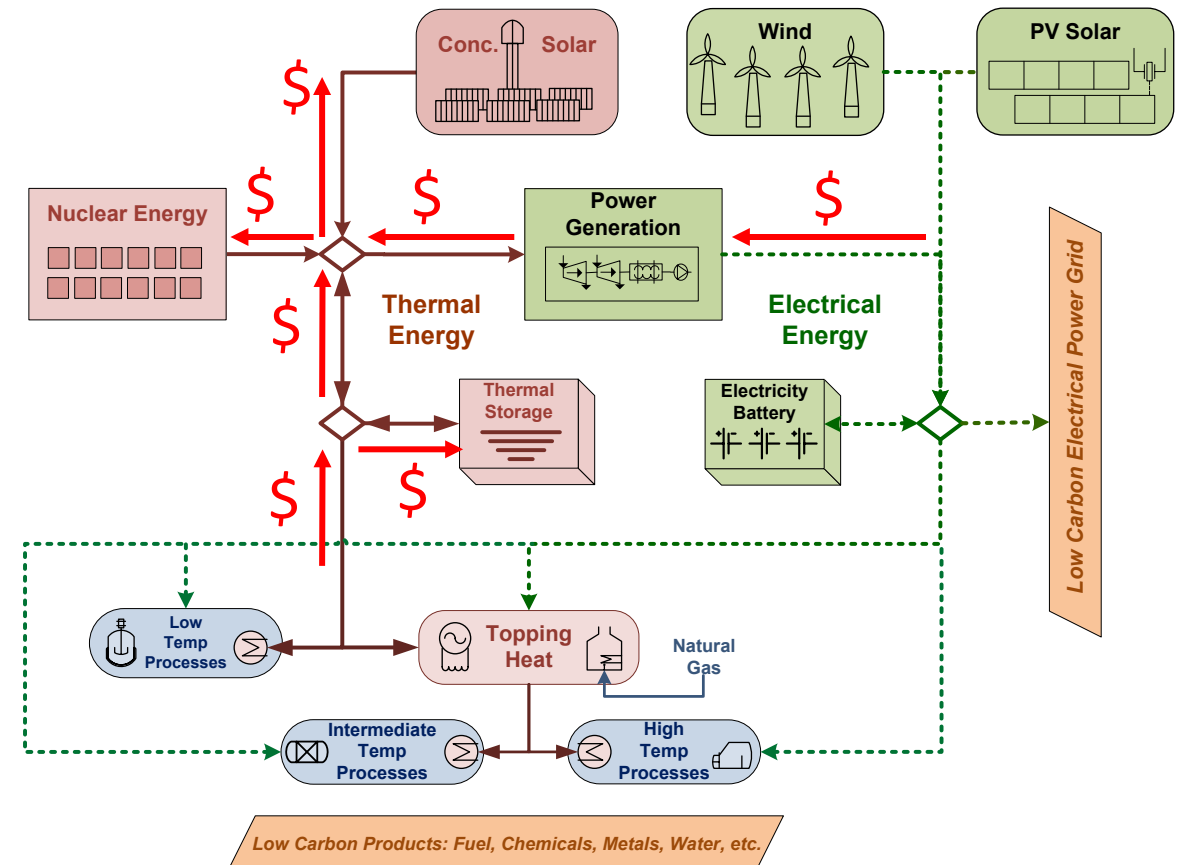 Conc. Solar
Wind
PV Solar
$
$
$
$
Nuclear Energy
Power
Generation
Thermal
Energy
Electrical
Energy
$
Thermal
Storage
Electricity
Battery
$
$
Low Carbon Electrical Power Grid
Low
Temp
Processes
Topping
Heat
Natural
Gas
Intermediate
Temp
Processes
High
Temp
Processes
Low Carbon Products: Fuel, Chemicals, Metals, Water, etc.